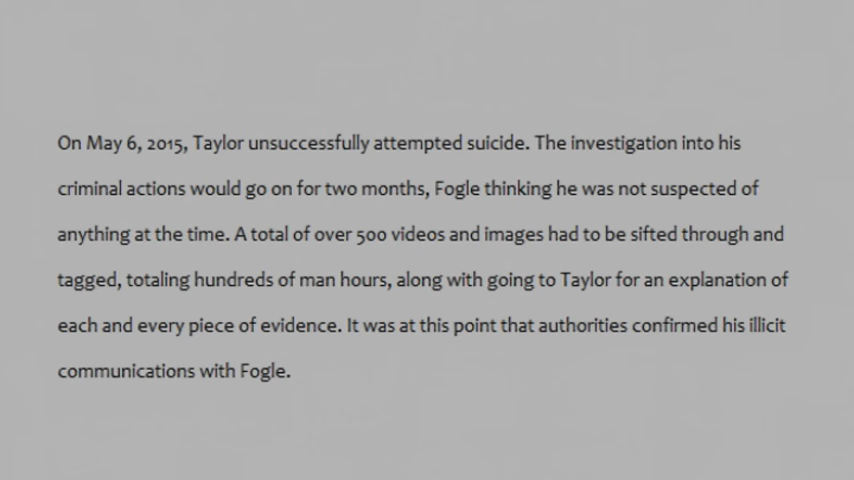 On May 6, 2015, Taylor unsuccessfully attempted suicide. The investigation into his
criminal actions would go on for two months, Fogle thinking he was not suspected of
anything at the time. A total of over 500 videos and images had to be sifted through and
tagged, totaling hundreds of man hours, along with going to Taylor for an explanation of
each and every piece of evidence. It was at this point that authorities confirmed his illicit
communications with Fogle.